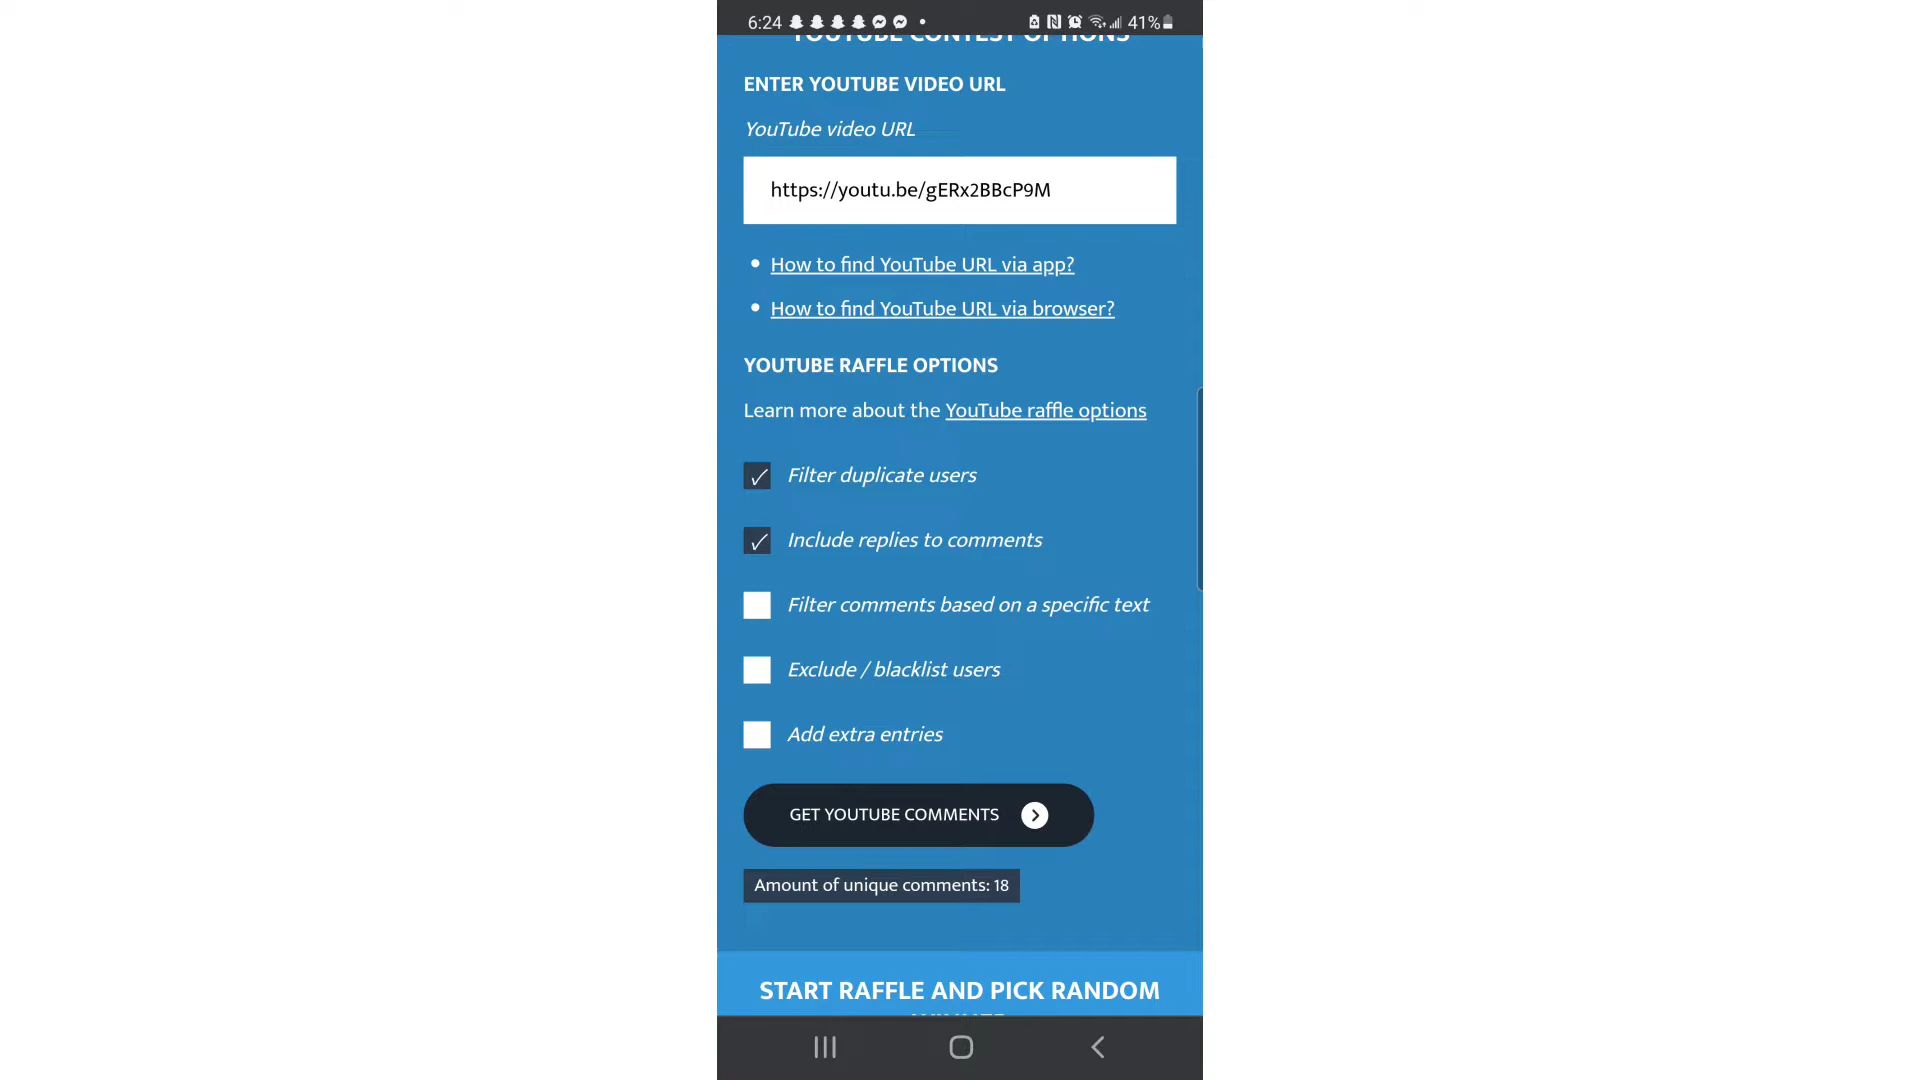 6:24
41%
YOUTUBE CONTEST OPTIONS
ENTER YOUTUBE VIDEO URL
YouTube video URL
https://youtu.be/gERx2BBcP9M
How to find YouTube URL via app?
How to find YouTube URL via browser?
YOUTUBE RAFFLE OPTIONS
Learn more about the YouTube raffle options
Filter duplicate users
Include replies to comments
Filter comments based on a specific text
Exclude / blacklist users
Add extra entries
GET YOUTUBE COMMENTS
Amount of unique comments: 18
START RAFFLE AND PICK RANDOM